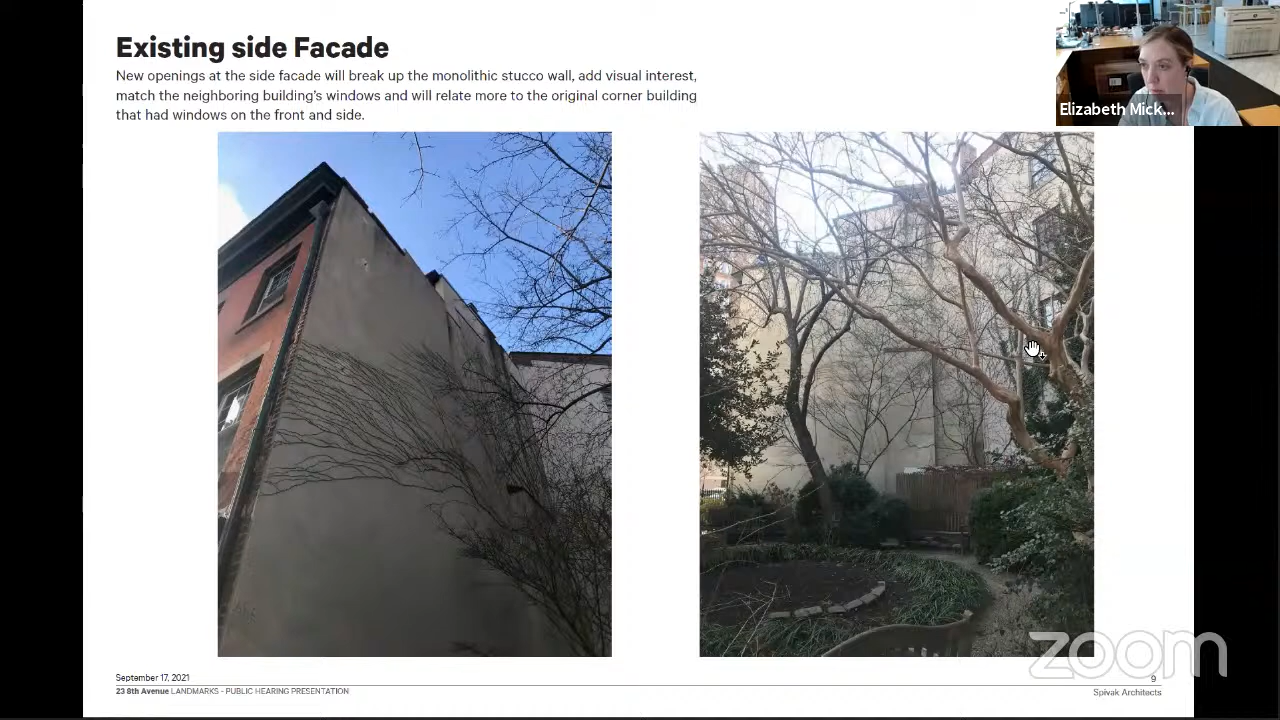 Existing side Facade
New openings at the side facade will break up the monolithic stucco wall, add visual interest,
match the neighboring building's windows and will relate more to the original corner building
that had windows on the front and side.
Elizabeth Mick...
zoom
September 17, 2021
9
23 8th Avenue LANDMARKS - PUBLIC HEARING PRESENTATION
Spivak Architects